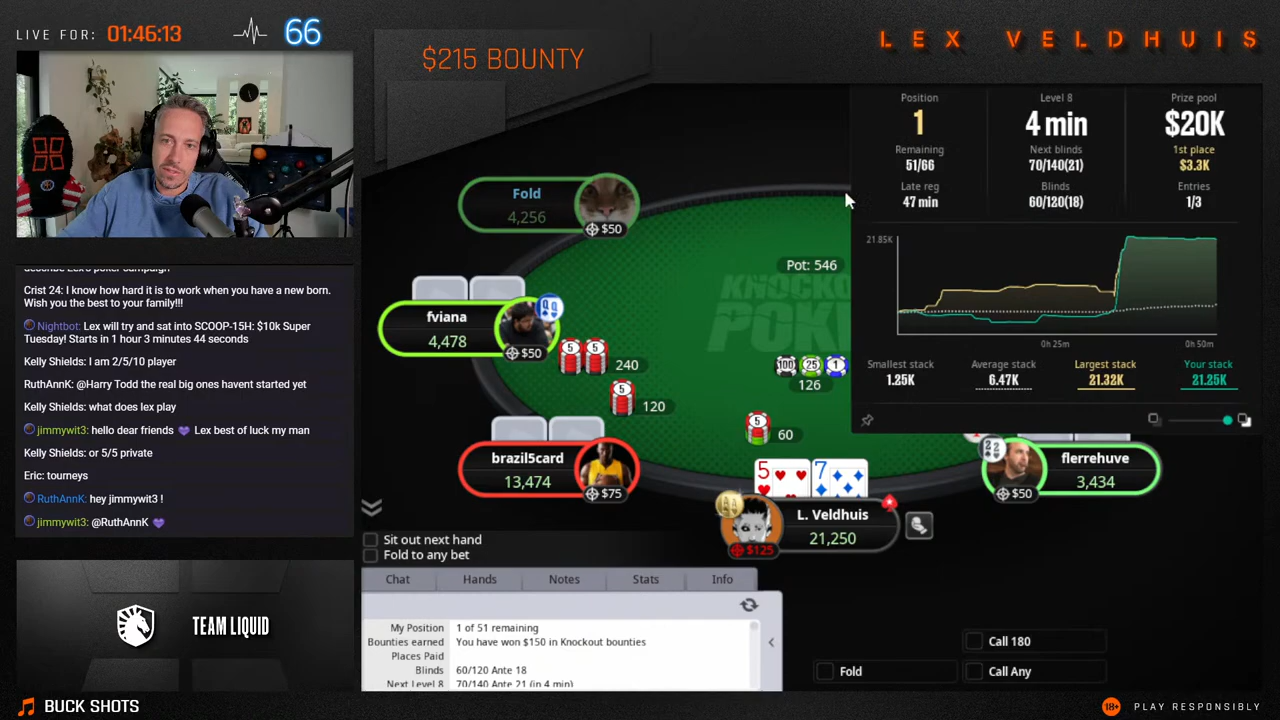 LIVE FOR: 01:46:13
66
$215 BOUNTY
LEX VELDHUIS
Position
1
Remaining
51/66
Late reg
47 min
Level 8
4 min
Next blinds
70/140(21)
Blinds
60/120(18)
Prize pool
$20K
1st place
$3.3K
Entries
1/3
21.85K
0h 25m
0h 50m
Smallest stack
1.25K
Average stack
6.47K
Largest stack
21.32K
Your stack
21.25K
Fold
4,256
$50
Pot: 546
fviana
4,478
$50
240
120
126
60
brazil5card
13,474
$75
5
7
L. Veldhuis
21,250
$125
flerrehuve
3,434
$50
Crist 24: I know how hard it is to work when you have a new born.
Wish you the best to your family!!!
Nightbot: Lex will try and sat into SCOOP-15H: $10k Super
Tuesday! Starts in 1 hour 3 minutes 44 seconds
Kelly Shields: I am 2/5/10 player
RuthAnnK: @Harry Todd the real big ones havent started yet
Kelly Shields: what does lex play
jimmywit3: hello dear friends 💜 Lex best of luck my man
Kelly Shields: or 5/5 private
Eric: tourneys
RuthAnnK: hey jimmywit3 !
jimmywit3: @RuthAnnK 💜
Sit out next hand
Fold to any bet
Chat Hands Notes Stats Info
My Position 1 of 51 remaining
Bounties earned You have won $150 in Knockout bounties
Places Paid
Blinds 60/120 Ante 18
Next Level 8 70/140 Ante 21 (in 4 min)
Call 180
Fold
Call Any
TEAM LIQUID
BUCK SHOTS
18+ PLAY RESPONSIBLY